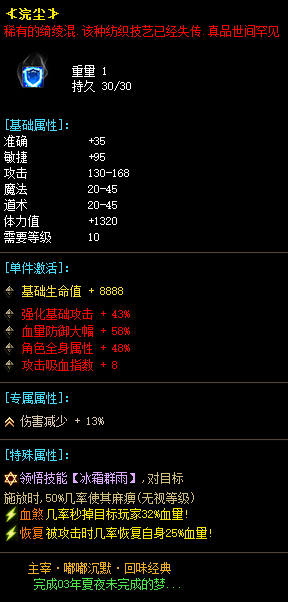 ≮浣尘≯
稀有的绮绫混.该种纺织技艺已经失传.真品世间罕见
重量 1
持久 30/30
[基础属性]:
准确 +35
敏捷 +95
攻击 130-168
魔法 20-45
道术 20-45
体力值 +1320
需要等级 10
[单件激活]:
基础生命值 + 8888
强化基础攻击 + 43%
血量防御大幅 + 58%
角色全身属性 + 48%
攻击吸血指数 + 8
[专属属性]:
伤害减少 + 13%
[特殊属性]:
领悟技能【冰霜群雨】,对目标
施放时,50%几率使其麻痹(无视等级)
血煞 几率秒掉目标玩家32%血量!
恢复 被攻击时几率恢复自身25%血量!
主宰·嘟嘟沉默·回味经典
完成03年夏夜未完成的梦...